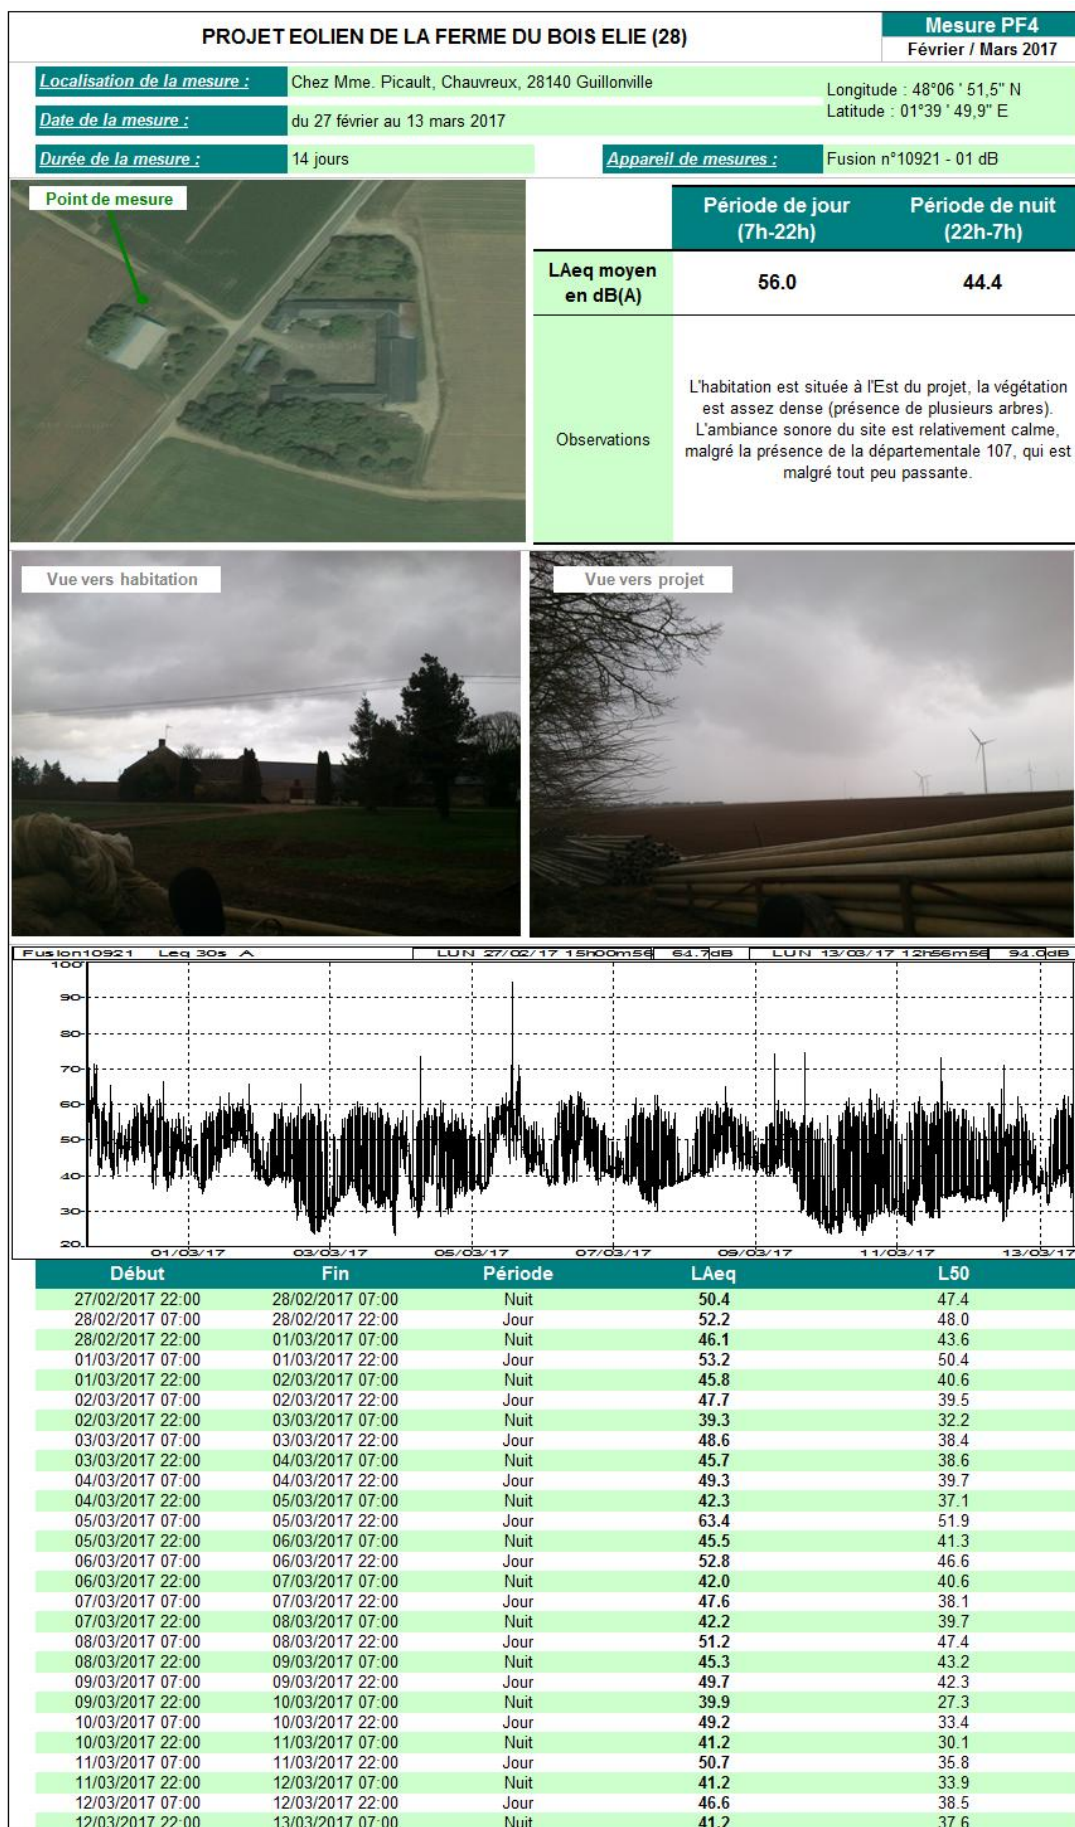 PROJET EOLIEN DE LA FERME DU BOIS ELIE (28)
Mesure PF4
Février / Mars 2017
Localisation de la mesure :
Chez Mme. Picault, Chauvreux, 28140 Guillonville
Longitude : 48°06 ' 51,5" N
Latitude : 01°39 ' 49,9" E
Date de la mesure :
du 27 février au 13 mars 2017
Durée de la mesure :
14 jours
Appareil de mesures :
Fusion n°10921 - 01 dB
Point de mesure
Période de jour (7h-22h)
Période de nuit (22h-7h)
LAeq moyen en dB(A)
56.0
44.4
Observations
L'habitation est située à l'Est du projet, la végétation
est assez dense (présence de plusieurs arbres).
L'ambiance sonore du site est relativement calme,
malgré la présence de la départementale 107, qui est
malgré tout peu passante.
Vue vers habitation
Vue vers projet
Fusion10921 Leq 30s A LUN 27/02/17 15h00m56 64.7dB LUN 13/03/17 12h56m56 94.0dB
100
90
80
70
60
50
40
30
20
01/03/17 03/03/17 05/03/17 07/03/17 09/03/17 11/03/17 13/03/17
Début Fin Période LAeq L50
27/02/2017 22:00 28/02/2017 07:00 Nuit 50.4 47.4
28/02/2017 07:00 28/02/2017 22:00 Jour 52.2 48.0
28/02/2017 22:00 01/03/2017 07:00 Nuit 46.1 43.6
01/03/2017 07:00 01/03/2017 22:00 Jour 53.2 50.4
01/03/2017 22:00 02/03/2017 07:00 Nuit 45.8 40.6
02/03/2017 07:00 02/03/2017 22:00 Jour 47.7 39.5
02/03/2017 22:00 03/03/2017 07:00 Nuit 39.3 32.2
03/03/2017 07:00 03/03/2017 22:00 Jour 48.6 38.4
03/03/2017 22:00 04/03/2017 07:00 Nuit 45.7 38.6
04/03/2017 07:00 04/03/2017 22:00 Jour 49.3 39.7
04/03/2017 22:00 05/03/2017 07:00 Nuit 42.3 37.1
05/03/2017 07:00 05/03/2017 22:00 Jour 63.4 51.9
05/03/2017 22:00 06/03/2017 07:00 Nuit 45.5 41.3
06/03/2017 07:00 06/03/2017 22:00 Jour 52.8 46.6
06/03/2017 22:00 07/03/2017 07:00 Nuit 42.0 40.6
07/03/2017 07:00 07/03/2017 22:00 Jour 47.6 38.1
07/03/2017 22:00 08/03/2017 07:00 Nuit 42.2 39.7
08/03/2017 07:00 08/03/2017 22:00 Jour 51.2 47.4
08/03/2017 22:00 09/03/2017 07:00 Nuit 45.3 43.2
09/03/2017 07:00 09/03/2017 22:00 Jour 49.7 42.3
09/03/2017 22:00 10/03/2017 07:00 Nuit 39.9 27.3
10/03/2017 07:00 10/03/2017 22:00 Jour 49.2 33.4
10/03/2017 22:00 11/03/2017 07:00 Nuit 41.2 30.1
11/03/2017 07:00 11/03/2017 22:00 Jour 50.7 35.8
11/03/2017 22:00 12/03/2017 07:00 Nuit 41.2 33.9
12/03/2017 07:00 12/03/2017 22:00 Jour 46.6 38.5
12/03/2017 22:00 13/03/2017 07:00 Nuit 41.2 37.6